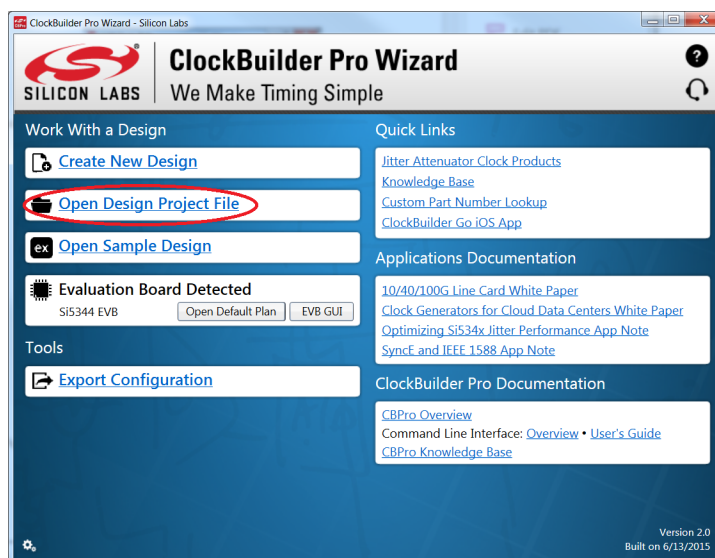 ClockBuilder Pro Wizard - Silicon Labs
SILICON LABS
ClockBuilder Pro Wizard
We Make Timing Simple
?
Work With a Design
Create New Design
Open Design Project File
ex Open Sample Design
Evaluation Board Detected
Si5344 EVB Open Default Plan EVB GUI
Tools
Export Configuration
Quick Links
Jitter Attenuator Clock Products
Knowledge Base
Custom Part Number Lookup
ClockBuilder Go iOS App
Applications Documentation
10/40/100G Line Card White Paper
Clock Generators for Cloud Data Centers White Paper
Optimizing Si534x Jitter Performance App Note
SyncE and IEEE 1588 App Note
ClockBuilder Pro Documentation
CBPro Overview
Command Line Interface: Overview • User's Guide
CBPro Knowledge Base
Version 2.0
Built on 6/13/2015